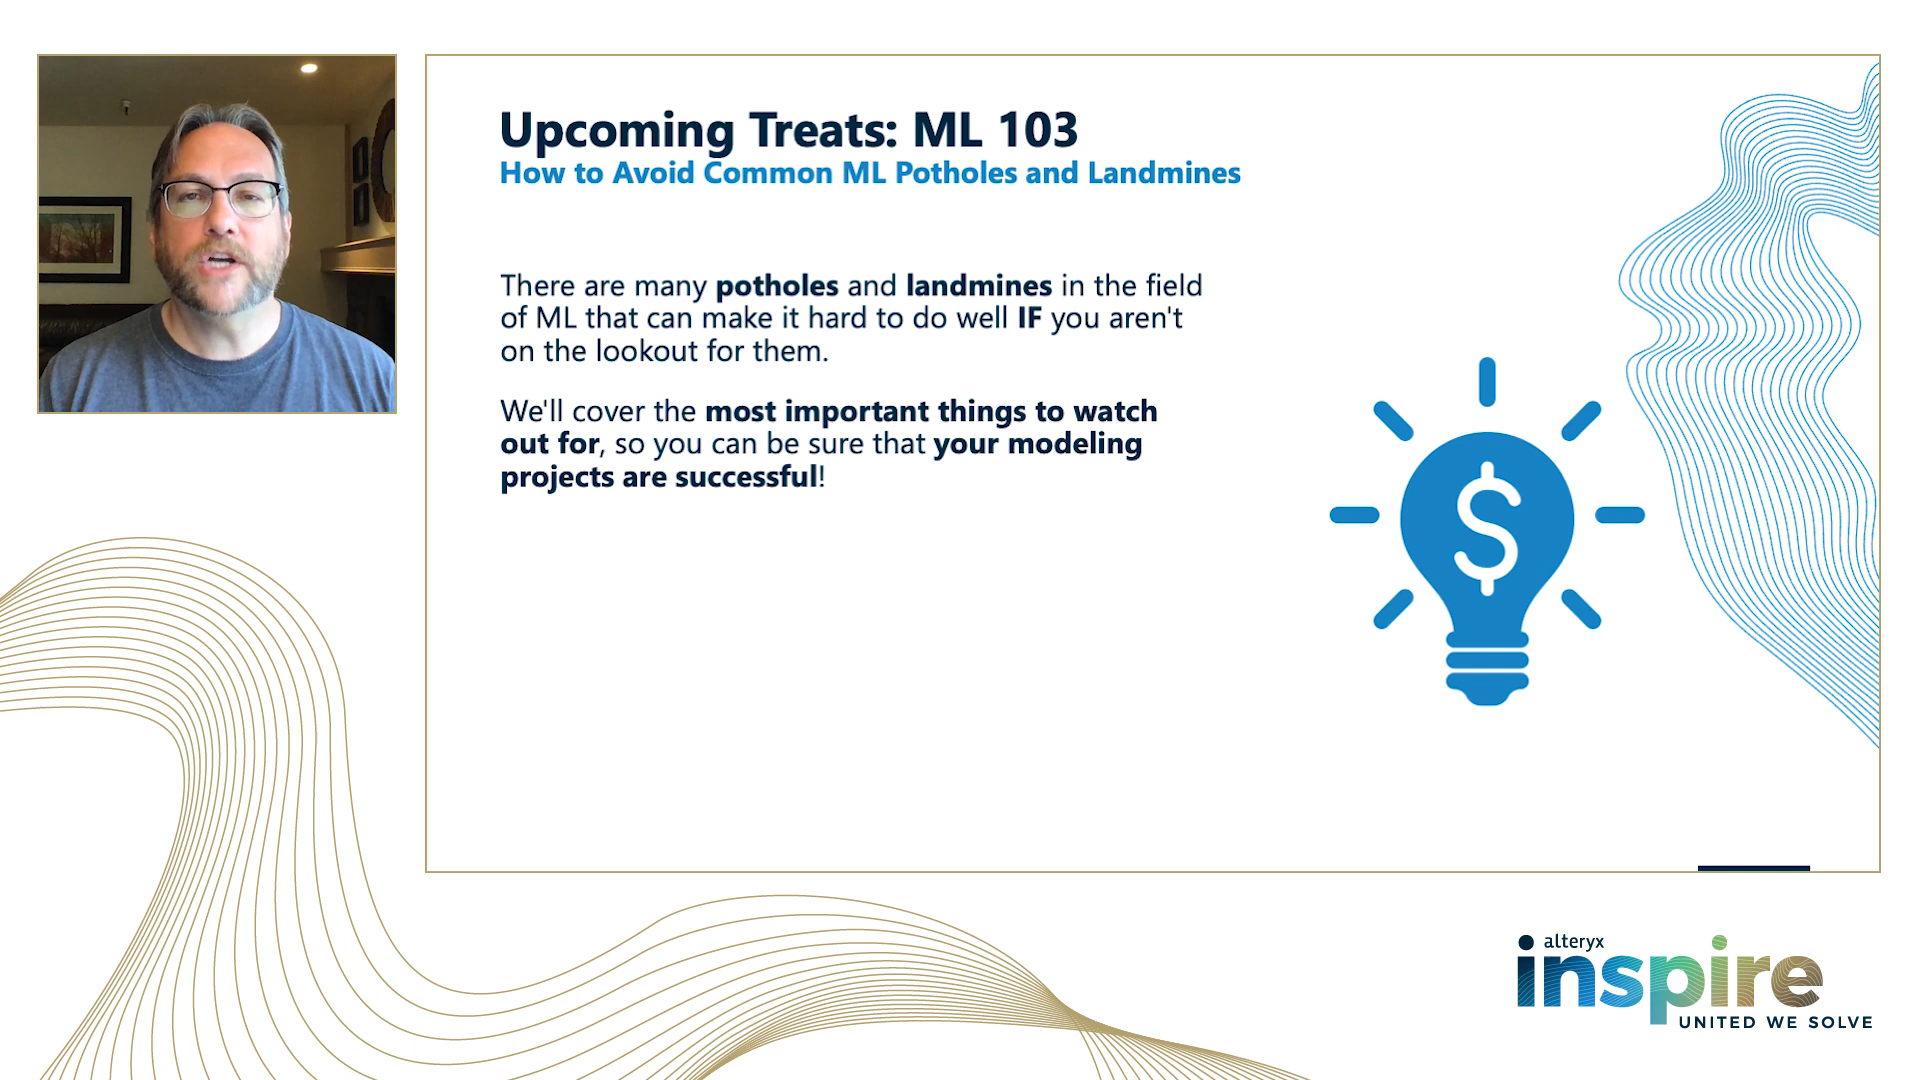 Upcoming Treats: ML 103
How to Avoid Common ML Potholes and Landmines
There are many potholes and landmines in the field
of ML that can make it hard to do well IF you aren't
on the lookout for them.
We'll cover the most important things to watch
out for, so you can be sure that your modeling
projects are successful!
$
alteryx
inspire
UNITED WE SOLVE